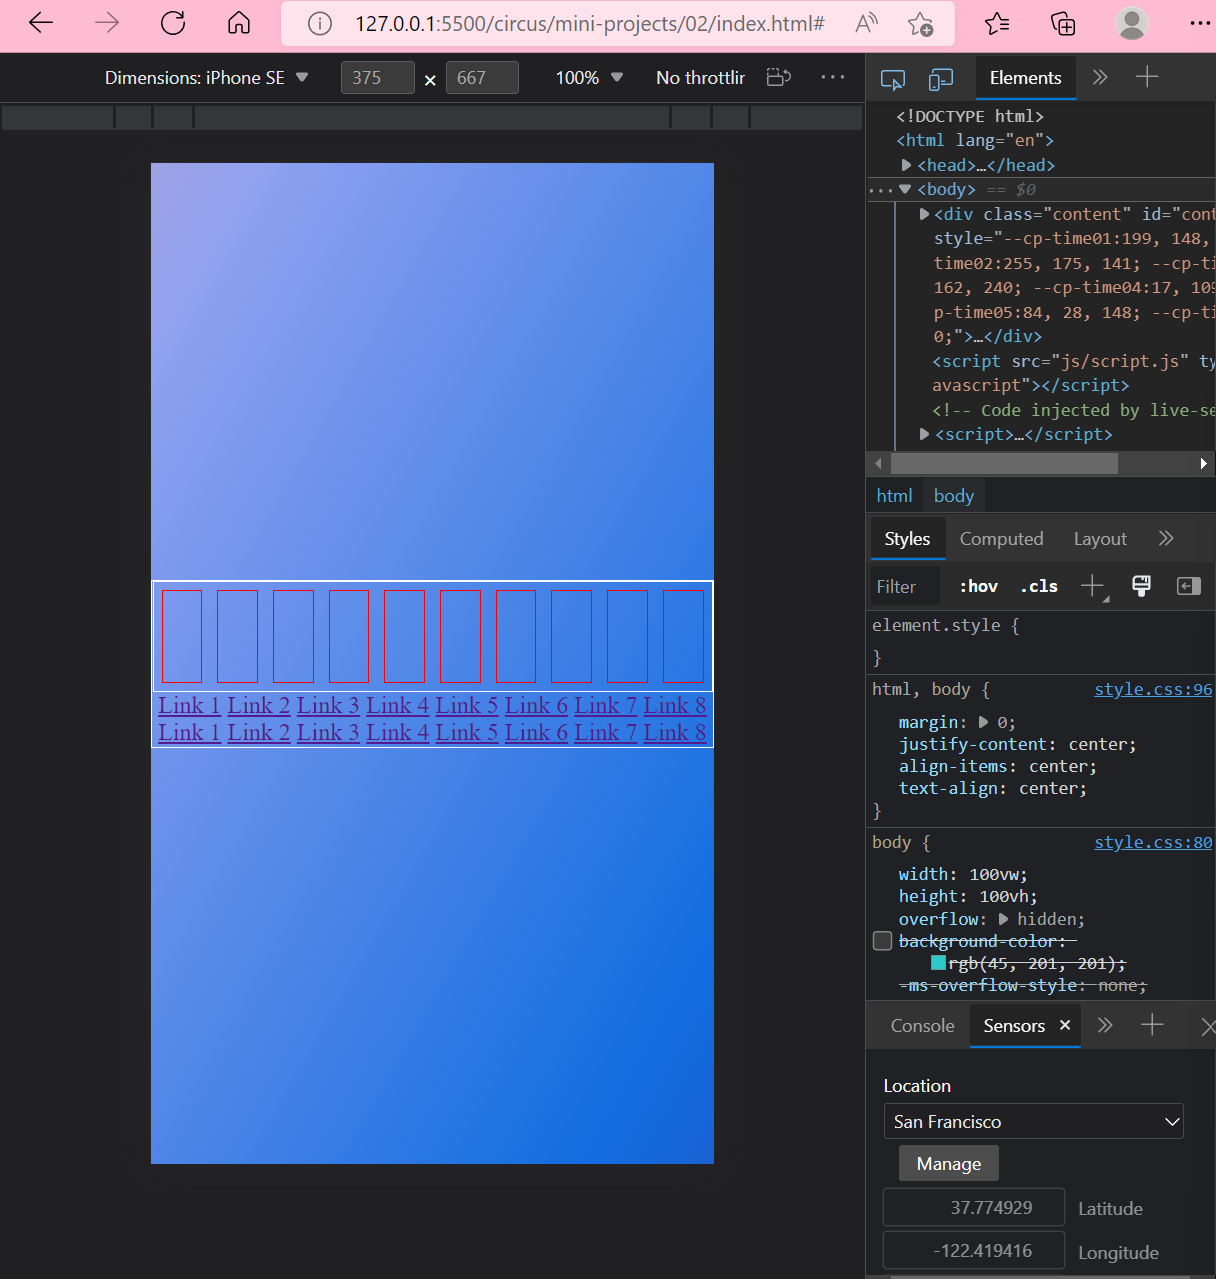 127.0.0.1:5500/circus/mini-projects/02/index.html#
Dimensions: iPhone SE 375 × 667 100% No throttlir
Elements
<!DOCTYPE html>
<html lang="en">
<head>…</head>
<body> == $0
<div class="content" id="cont
style="--cp-time01:199, 148,
time02:255, 175, 141; --cp-ti
162, 240; --cp-time04:17, 109
p-time05:84, 28, 148; --cp-ti
0;">…</div>
<script src="js/script.js" ty
avascript"></script>
<!-- Code injected by live-se
<script>…</script>
html body
Styles Computed Layout
Filter :hov .cls
element.style {
}
html, body { style.css:96
margin: 0;
justify-content: center;
align-items: center;
text-align: center;
}
body { style.css:80
width: 100vw;
height: 100vh;
overflow: hidden;
background-color:
rgb(45, 201, 201);
-ms-overflow-style: none;
Link 1 Link 2 Link 3 Link 4 Link 5 Link 6 Link 7 Link 8
Link 1 Link 2 Link 3 Link 4 Link 5 Link 6 Link 7 Link 8
Console Sensors
Location
San Francisco
Manage
37.774929 Latitude
-122.419416 Longitude